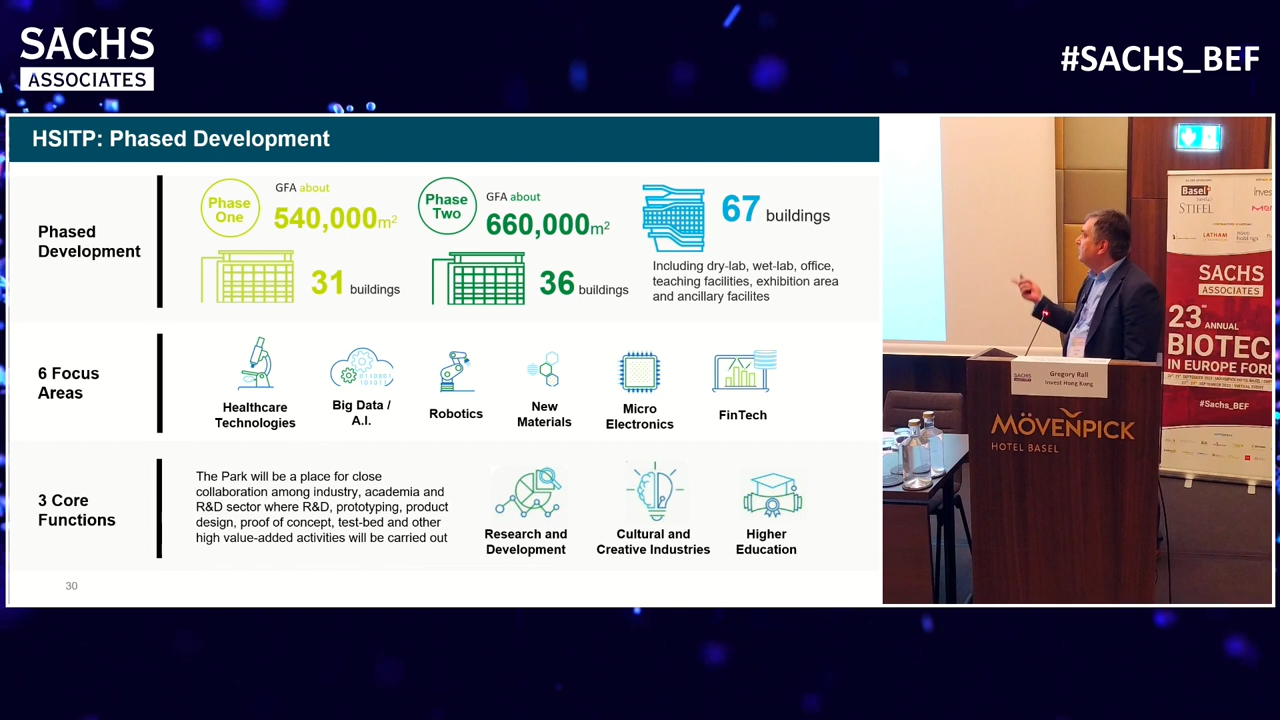 SACHS
ASSOCIATES
#SACHS_BEF
HSITP: Phased Development
Phased
Development
Phase
One
GFA about
540,000m²
31 buildings
Phase
Two
GFA about
660,000m²
36 buildings
67 buildings
Including dry-lab, wet-lab, office,
teaching facilities, exhibition area
and ancillary facilites
6 Focus
Areas
Healthcare
Technologies
Big Data /
A.I.
Robotics
New
Materials
Micro
Electronics
FinTech
3 Core
Functions
The Park will be a place for close
collaboration among industry, academia and
R&D sector where R&D, prototyping, product
design, proof of concept, test-bed and other
high value-added activities will be carried out
Research and
Development
Cultural and
Creative Industries
Higher
Education
30
SACHS
Gregory Rall
Invest Hong Kong
MÖVENPICK
HOTEL BASEL
Basel
STIFEL
LATHAM
SACHS
ASSOCIATES
23
ANNUAL
BIOTEC
IN EUROPE FORU
#Sachs_BEF